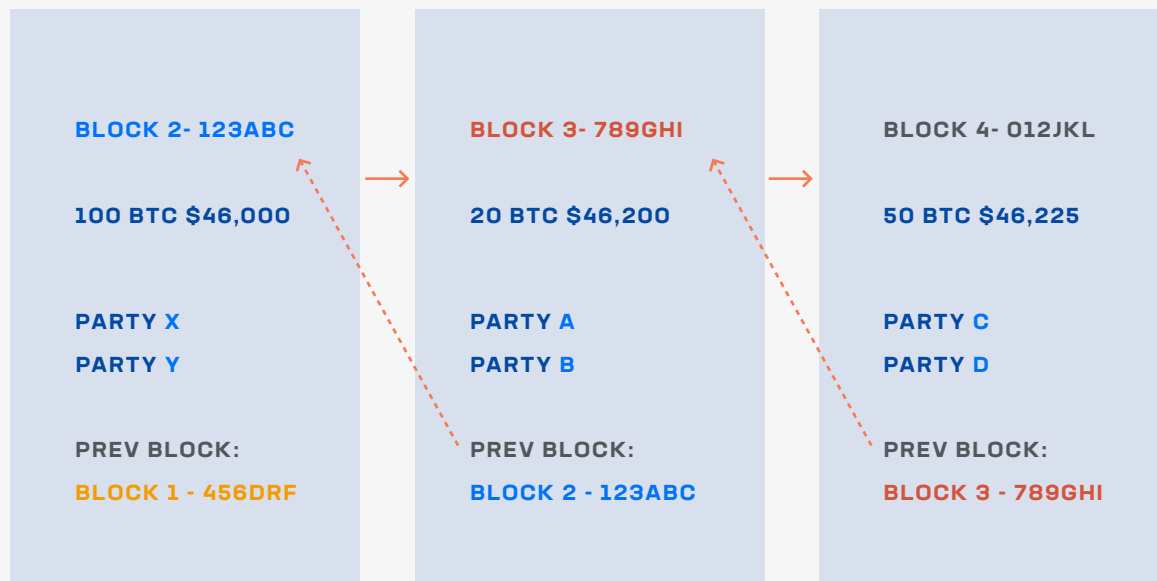 BLOCK 2- 123ABC
100 BTC $46,000
PARTY X
PARTY Y
PREV BLOCK:
BLOCK 1 - 456DRF
BLOCK 3- 789GHI
20 BTC $46,200
PARTY A
PARTY B
PREV BLOCK:
BLOCK 2 - 123ABC
BLOCK 4- 012JKL
50 BTC $46,225
PARTY C
PARTY D
PREV BLOCK:
BLOCK 3 - 789GHI